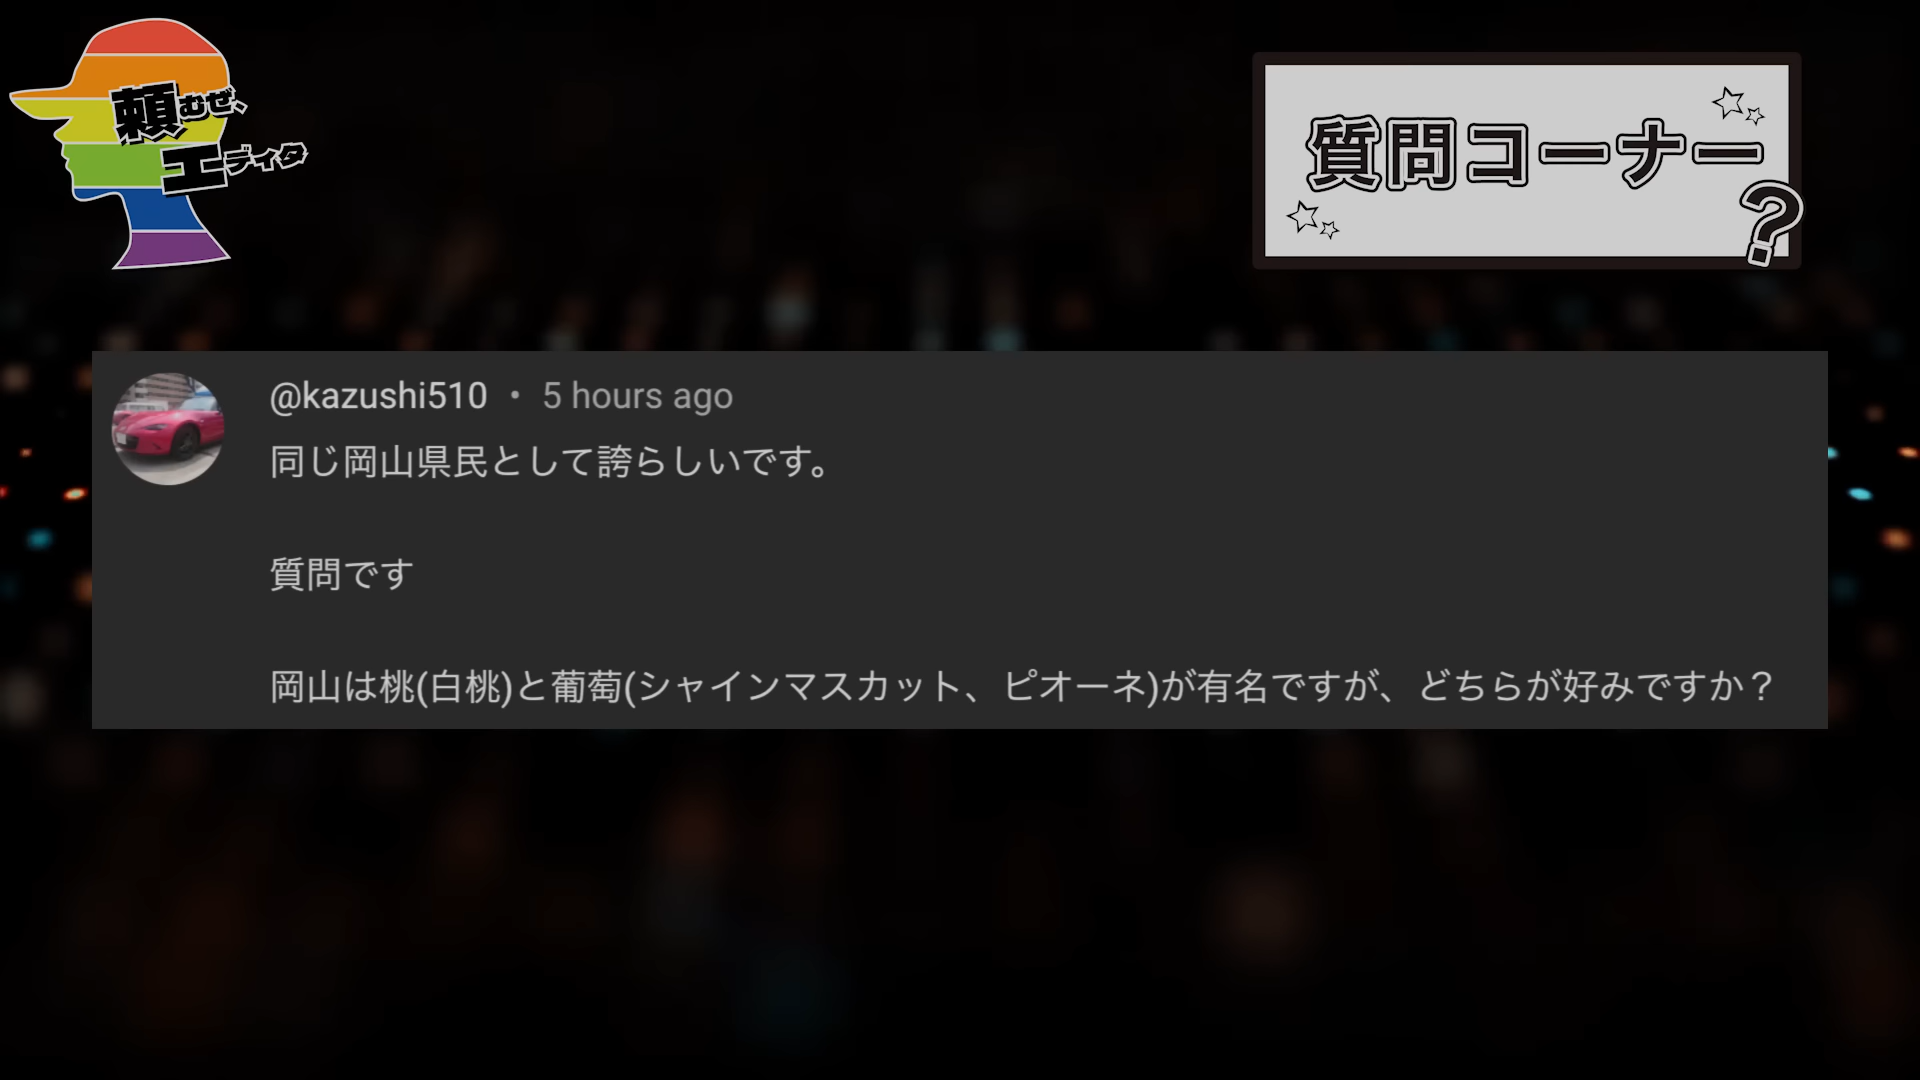 頼むぜ、
エディタ
質問コーナー?
@kazushi510 • 5 hours ago
同じ岡山県民として誇らしいです。
質問です
岡山は桃(白桃)と葡萄(シャインマスカット、ピオーネ)が有名ですが、どちらが好みですか？